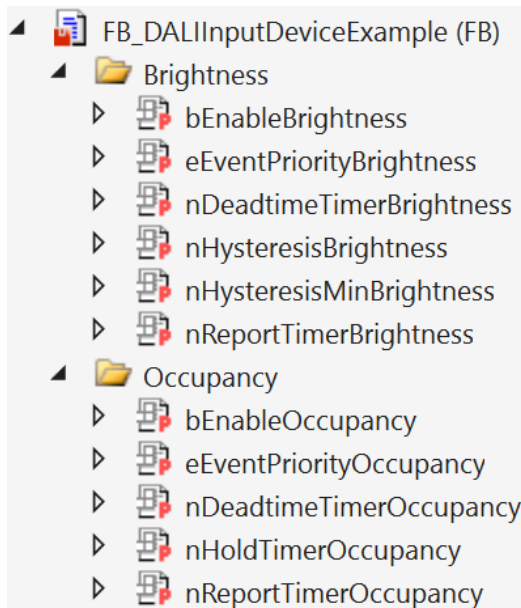 FB_DALIInputDeviceExample (FB)
Brightness
bEnableBrightness
eEventPriorityBrightness
nDeadtimeTimerBrightness
nHysteresisBrightness
nHysteresisMinBrightness
nReportTimerBrightness
Occupancy
bEnableOccupancy
eEventPriorityOccupancy
nDeadtimeTimerOccupancy
nHoldTimerOccupancy
nReportTimerOccupancy